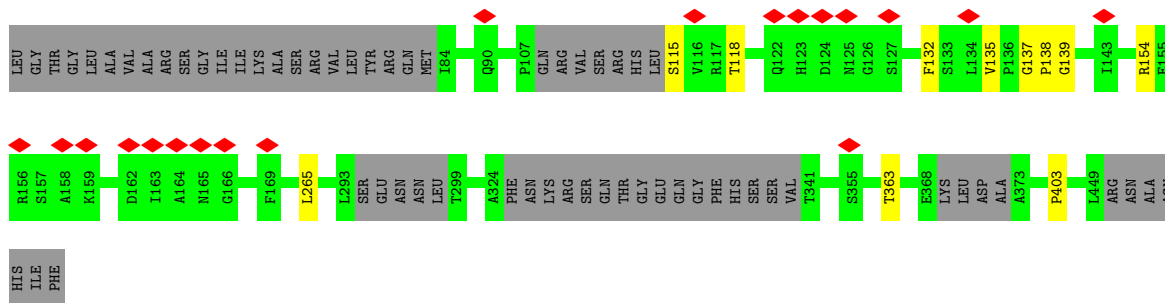 LEU GLY THR GLY LEU ALA VAL ALA ARG SER GLY ILE ILE LYS ALA SER ARG VAL LEU TYR ARG GLN MET I84 Q90 P107 GLN ARG VAL SER ARG HIS LEU S115 V116 R117 T118 Q122 H123 D124 N125 G126 S127 F132 S133 L134 V135 P136 G137 P138 G139 I143 R154 E155
R156 S157 A158 K159 D162 I163 A164 N165 G166 F169 L265 L293 SER GLU ASN ASN LEU T299 A324 PHE ASN LYS ARG SER GLN THR GLY GLU GLN GLY PHE HIS SER SER VAL T341 S355 T363 E368 LYS LEU ASP ALA A373 P403 L449 ARG ASN ALA
HIS ILE PHE